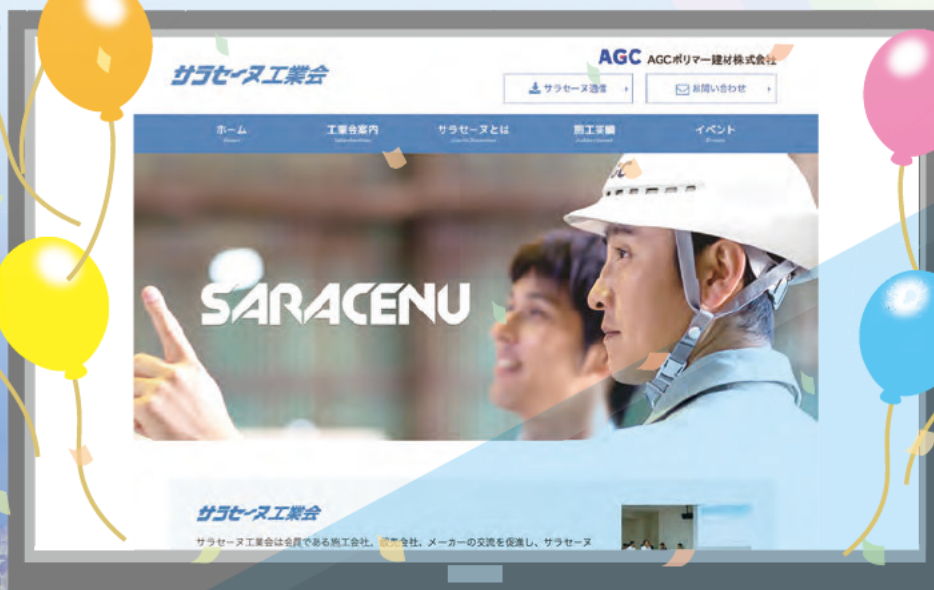 サラセーヌ工業会
AGC AGCポリマー建材株式会社
サラセーヌ通信
お問い合わせ
ホーム
工業会案内
サラセーヌとは
施工実績
イベント
SARACENU
サラセーヌ工業会
サラセーヌ工業会は会員である施工会社、販売会社、メーカーの交流を促進し、サラセーヌ